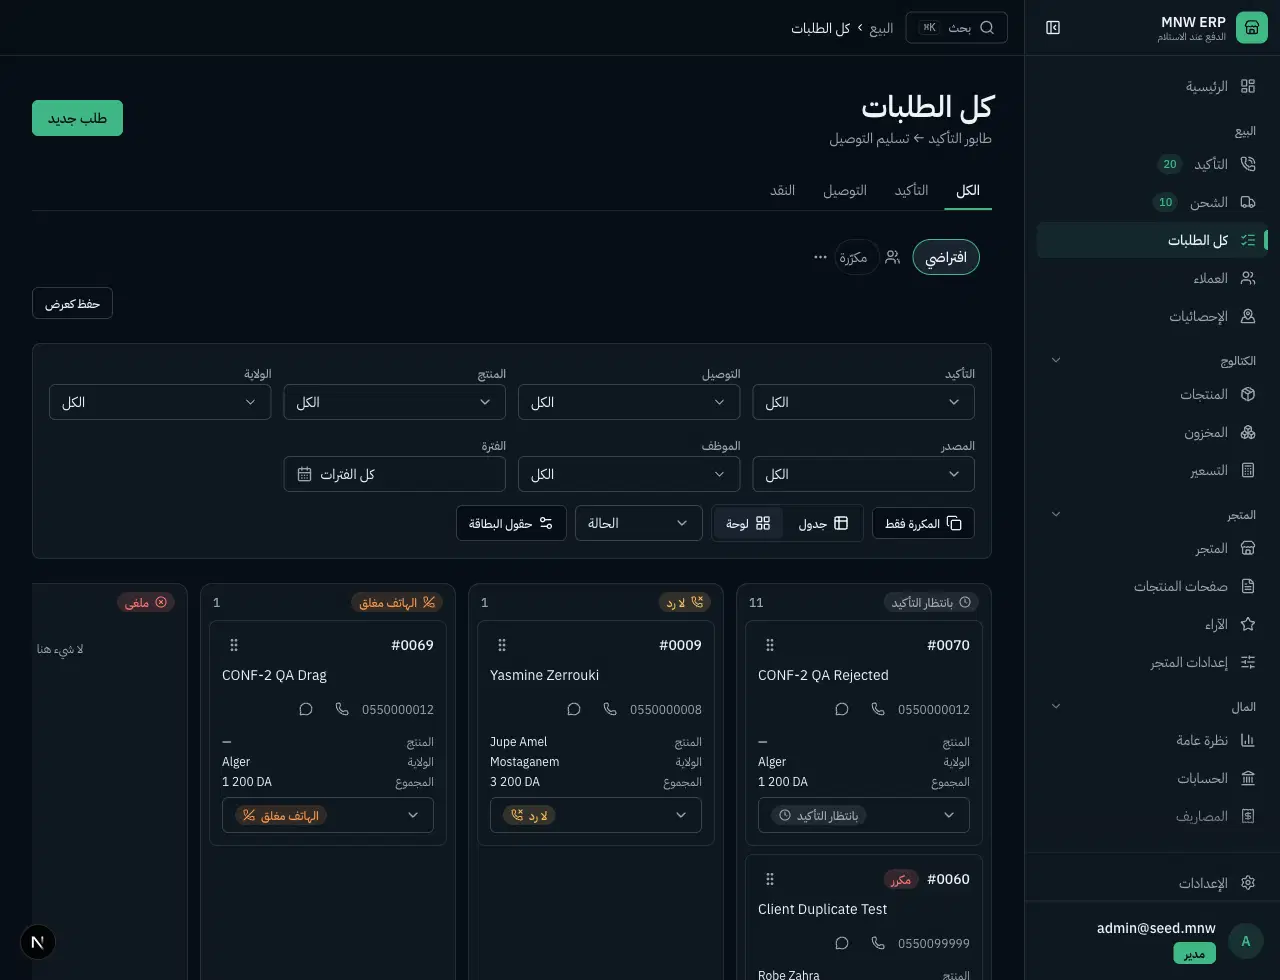 MNW ERP
الدفع عند الاستلام
الرئيسية
البيع
التأكيد 20
الشحن 10
كل الطلبات
العملاء
الإحصائيات
الكتالوج
المنتجات
المخزون
التسعير
المتجر
المتجر
صفحات المنتجات
الآراء
إعدادات المتجر
المال
نظرة عامة
الحسابات
المصاريف
الإعدادات
admin@seed.mnw
مدير
A
بحث ⌘K
البيع › كل الطلبات
كل الطلبات
طابور التأكيد ← تسليم التوصيل
طلب جديد
الكل التأكيد التوصيل النقد
افتراضي مكرّرة ···
حفظ كعرض
التأكيد التوصيل المنتج الولاية
الكل الكل الكل الكل
المصدر الموظف الفترة
الكل الكل كل الفترات
المكررة فقط جدول لوحة الحالة حقول البطاقة
بانتظار التأكيد 11
#0070
CONF-2 QA Rejected
0550000012
المنتج —
الولاية Alger
المجموع 1 200 DA
بانتظار التأكيد
#0060 مكرر
Client Duplicate Test
0550099999
المنتج Robe Zahra
لا رد 1
#0009
Yasmine Zerrouki
0550000008
المنتج Jupe Amel
الولاية Mostaganem
المجموع 3 200 DA
لا رد
الهاتف مغلق 1
#0069
CONF-2 QA Drag
0550000012
المنتج —
الولاية Alger
المجموع 1 200 DA
الهاتف مغلق
ملغى
لا شيء هنا
N